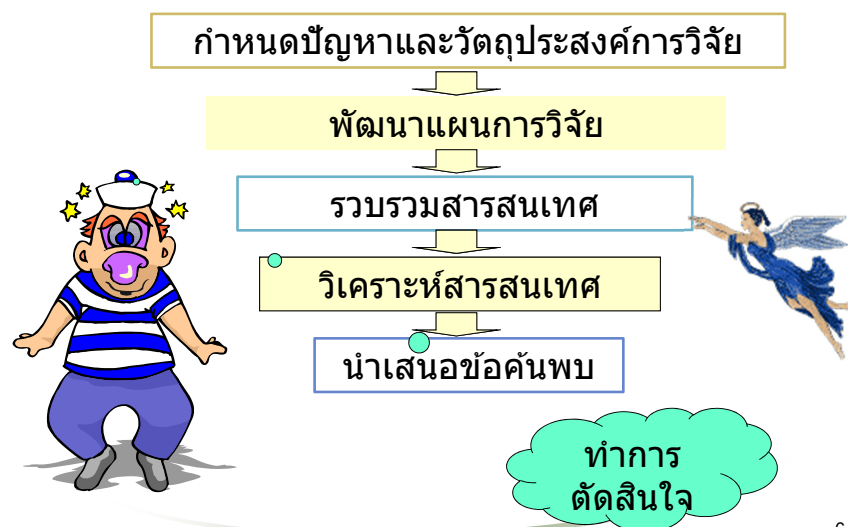 กำหนดปัญหาและวัตถุประสงค์การวิจัย
พัฒนาแผนการวิจัย
รวบรวมสารสนเทศ
วิเคราะห์สารสนเทศ
นำเสนอข้อค้นพบ
ทำการ
ตัดสินใจ